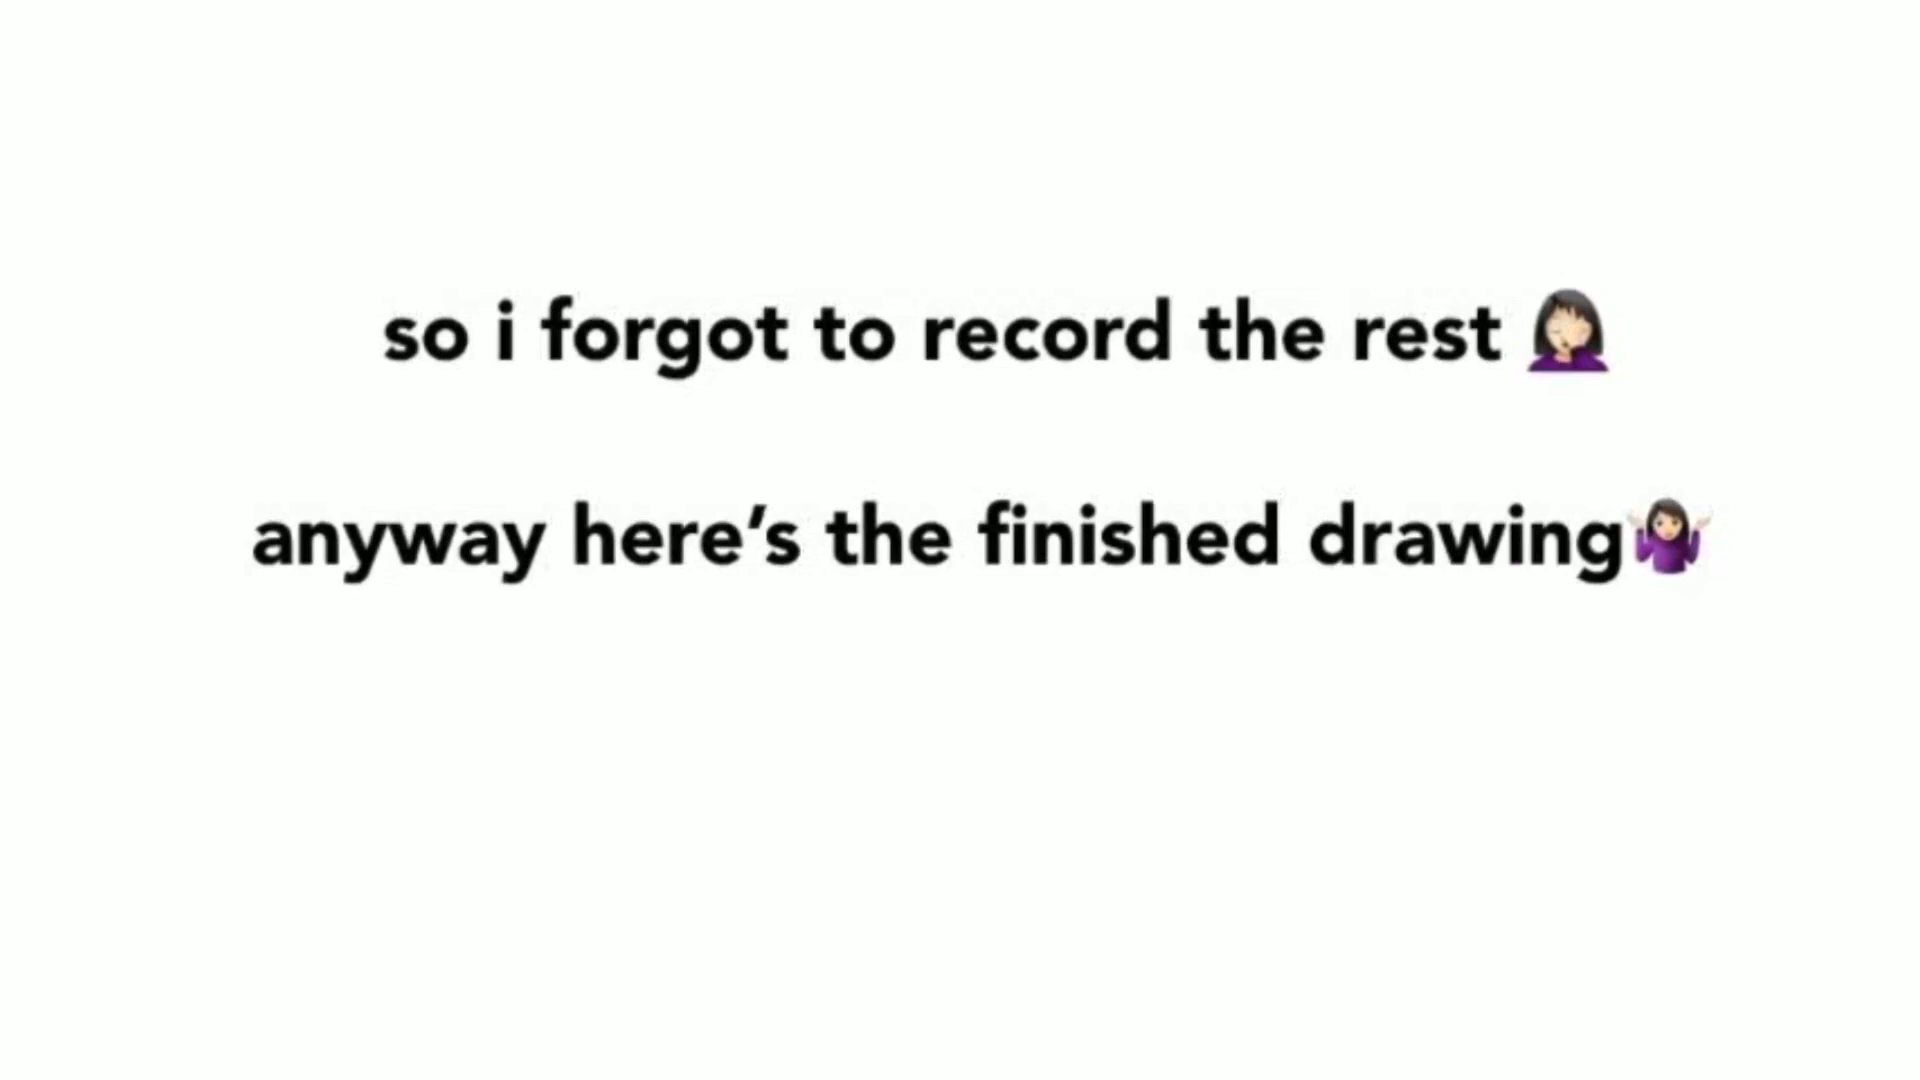 so i forgot to record the rest 🤦🏻‍♀️
anyway here’s the finished drawing🤷🏻‍♀️